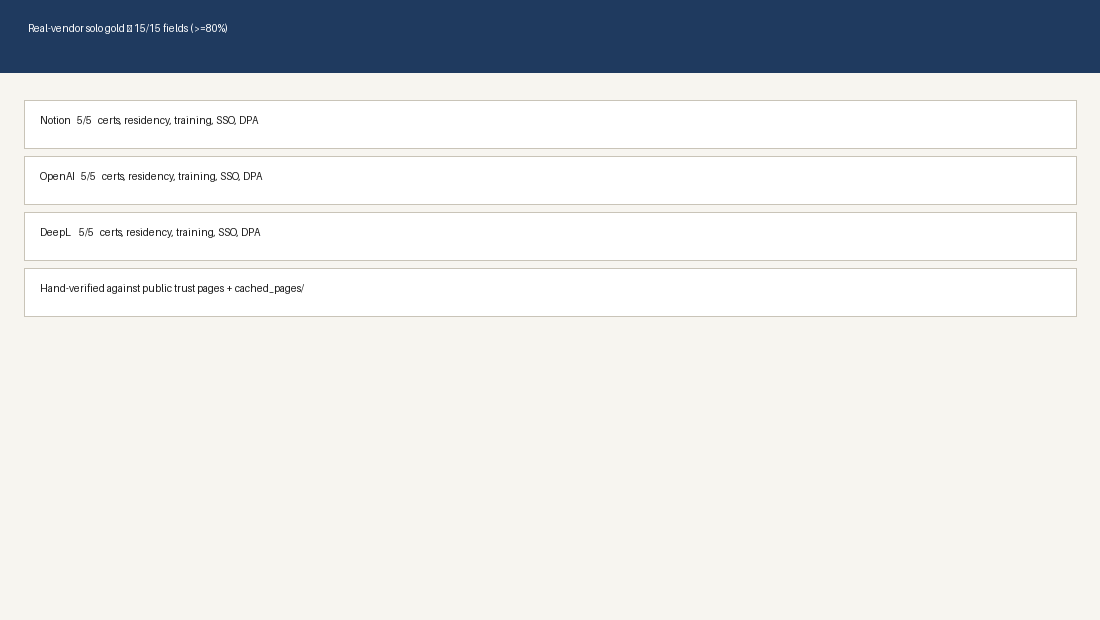 Real-vendor solo gold 15/15 fields (>=80%)
Notion 5/5 certs, residency, training, SSO, DPA
OpenAI 5/5 certs, residency, training, SSO, DPA
DeepL 5/5 certs, residency, training, SSO, DPA
Hand-verified against public trust pages + cached_pages/